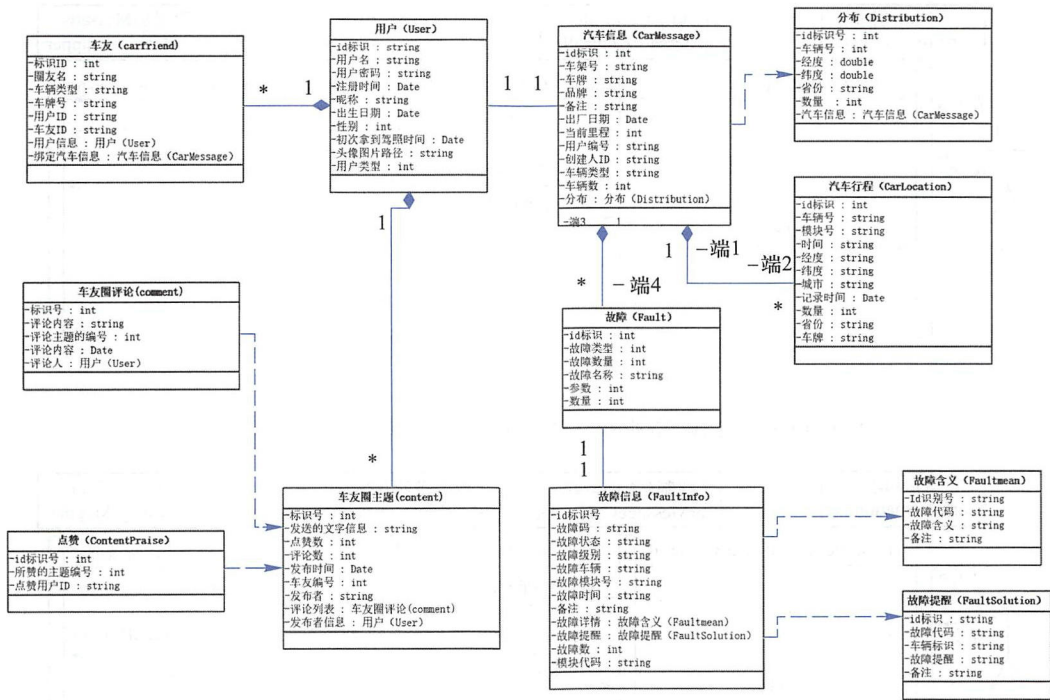 车友（carfriend)
-标识ID : int
-圈友名 : string
-车辆类型 : string
-车牌号 : string
-用户ID : string
-车友ID : string
-用户信息 : 用户（User)
-绑定汽车信息 : 汽车信息（CarMessage)
*
1
用户（User)
-id标识 : string
-用户名 : string
-用户密码 : string
-注册时间 : Date
-昵称 : string
-出生日期 : Date
-性别 : int
-初次拿到驾照时间 : Date
-头像图片路径 : string
-用户类型 : int
1
1
汽车信息（CarMessage)
-id标识 : int
-车架号 : string
-车牌 : string
-品牌 : string
-备注 : string
-出厂日期 : Date
-当前里程 : int
-用户编号 : string
-创建人ID : string
-车辆类型 : string
-车辆数 : int
-分布 : 分布（Distribution)
-端3
1
分布（Distribution)
-id标识号 : int
-车辆号 : int
-经度 : double
-纬度 : double
-省份 : string
-数量 : int
-汽车信息 : 汽车信息（CarMessage)
汽车行程（CarLocation)
-id标识 : int
-车辆号 : string
-模块号 : string
-时间 : string
-经度 : string
-纬度 : string
-城市 : string
-记录时间 : Date
-数量 : int
-省份 : string
-车牌 : string
1
1
-端1
-端2
*
*
-端4
车友圈评论(comment)
-标识号 : int
-评论内容 : string
-评论主题的编号 : int
-评论内容 : Date
-评论人 : 用户（User)
故障（Fault)
-id标识 : int
-故障类型 : int
-故障数量 : int
-故障名称 : string
-参数 : int
-数量 : int
1
1
*
点赞（ContentPraise)
-id标识号 : int
-所赞的主题编号 : int
-点赞用户ID : string
车友圈主题(content)
-标识号 : int
-发送的文字信息 : string
-点赞数 : int
-评论数 : int
-发布时间 : Date
-车友编号 : int
-发布者 : string
-评论列表 : 车友圈评论(comment)
-发布者信息 : 用户（User)
故障信息（FaultInfo)
-id标识号
-故障码 : string
-故障状态 : string
-故障级别 : string
-故障车辆 : string
-故障模块号 : string
-故障时间 : string
-备注 : string
-故障详情 : 故障含义（Faultmean)
-故障提醒 : 故障提醒（FaultSolution)
-故障数 : int
-模块代码 : string
故障含义（Faultmean)
-Id识别号 : string
-故障代码 : string
-故障含义 : string
-备注 : string
故障提醒（FaultSolution)
-id标识 : string
-故障代码 : string
-车辆标识 : string
-故障提醒 : string
-备注 : string